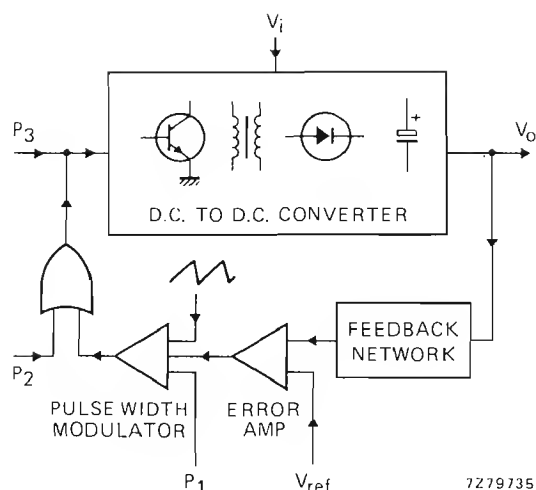 Vi
P3
Vo
+
D.C. TO D.C. CONVERTER
FEEDBACK
NETWORK
P2
PULSE WIDTH
MODULATOR
ERROR
AMP
P1
Vref
7Z79735